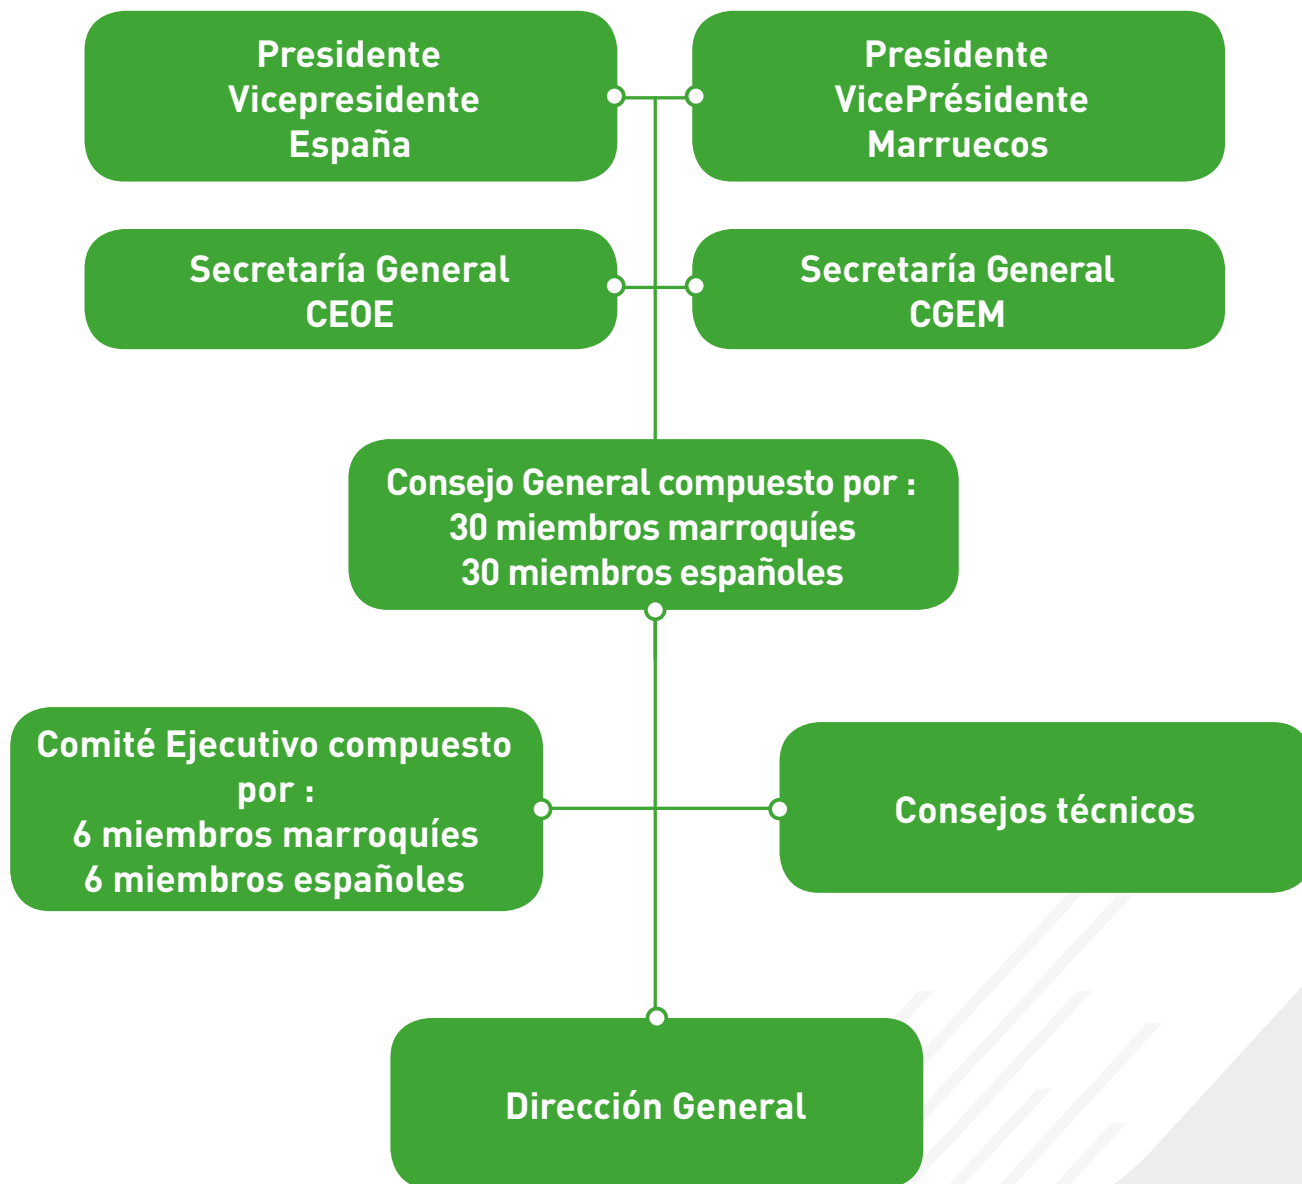 Presidente
Vicepresidente
España
Presidente
VicePrésidente
Marruecos
Secretaría General
CEOE
Secretaría General
CGEM
Consejo General compuesto por :
30 miembros marroquíes
30 miembros españoles
Comité Ejecutivo compuesto
por :
6 miembros marroquíes
6 miembros españoles
Consejos técnicos
Dirección General